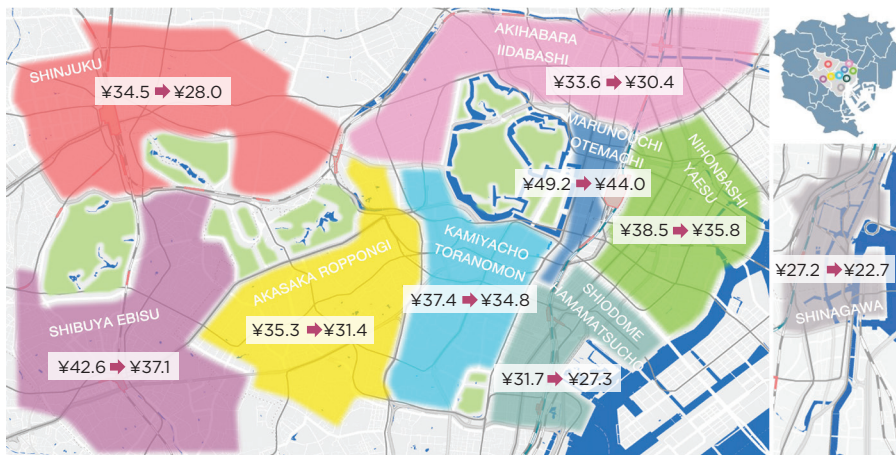 SHINJUKU
¥34.5 → ¥28.0
AKIHABARA
IIDABASHI
¥33.6 → ¥30.4
MARUNOUCHI
OTEMACHI
¥49.2 → ¥44.0
NIHONBASHI
YAESU
¥38.5 → ¥35.8
KAMIYACHO
TORANOMON
¥37.4 → ¥34.8
AKASAKA ROPPONGI
¥35.3 → ¥31.4
SHIBUYA EBISU
¥42.6 → ¥37.1
SHIODOME
HAMAMATSUCHO
¥31.7 → ¥27.3
¥27.2 → ¥22.7
SHINAGAWA